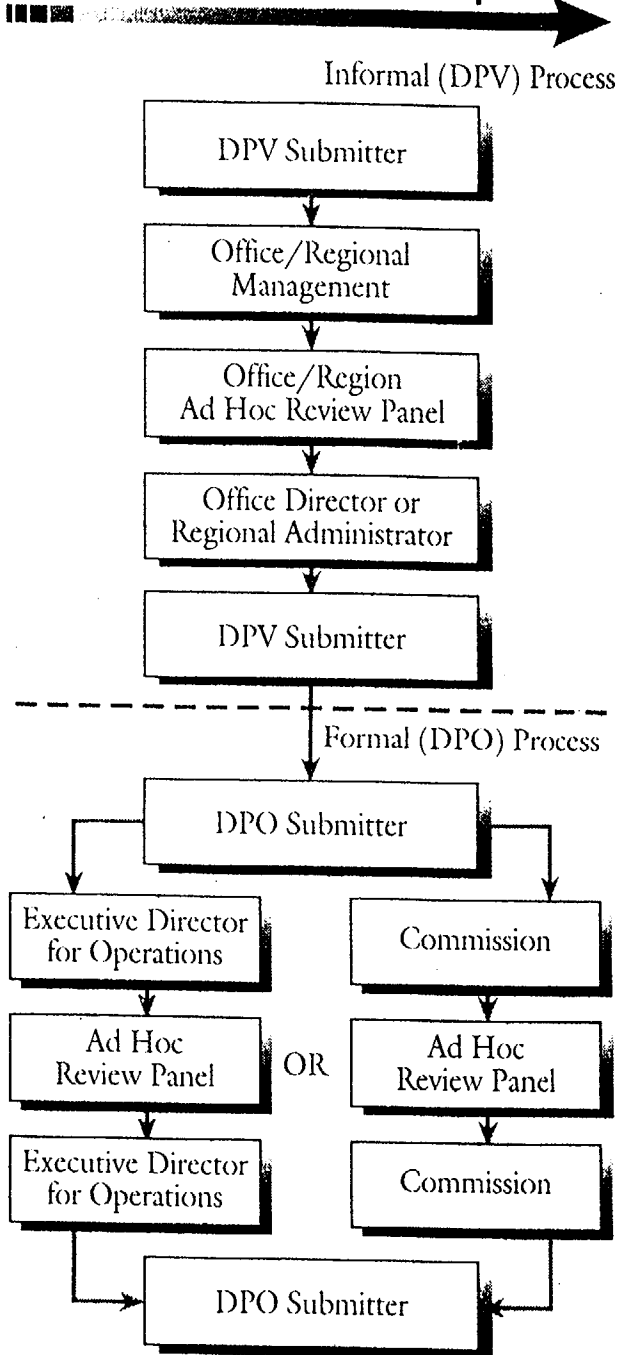 Informal (DPV) Process
DPV Submitter
Office/Regional
Management
Office/Region
Ad Hoc Review Panel
Office Director or
Regional Administrator
DPV Submitter
Formal (DPO) Process
DPO Submitter
Executive Director
for Operations
Commission
Ad Hoc
Review Panel
OR
Ad Hoc
Review Panel
Executive Director
for Operations
Commission
DPO Submitter